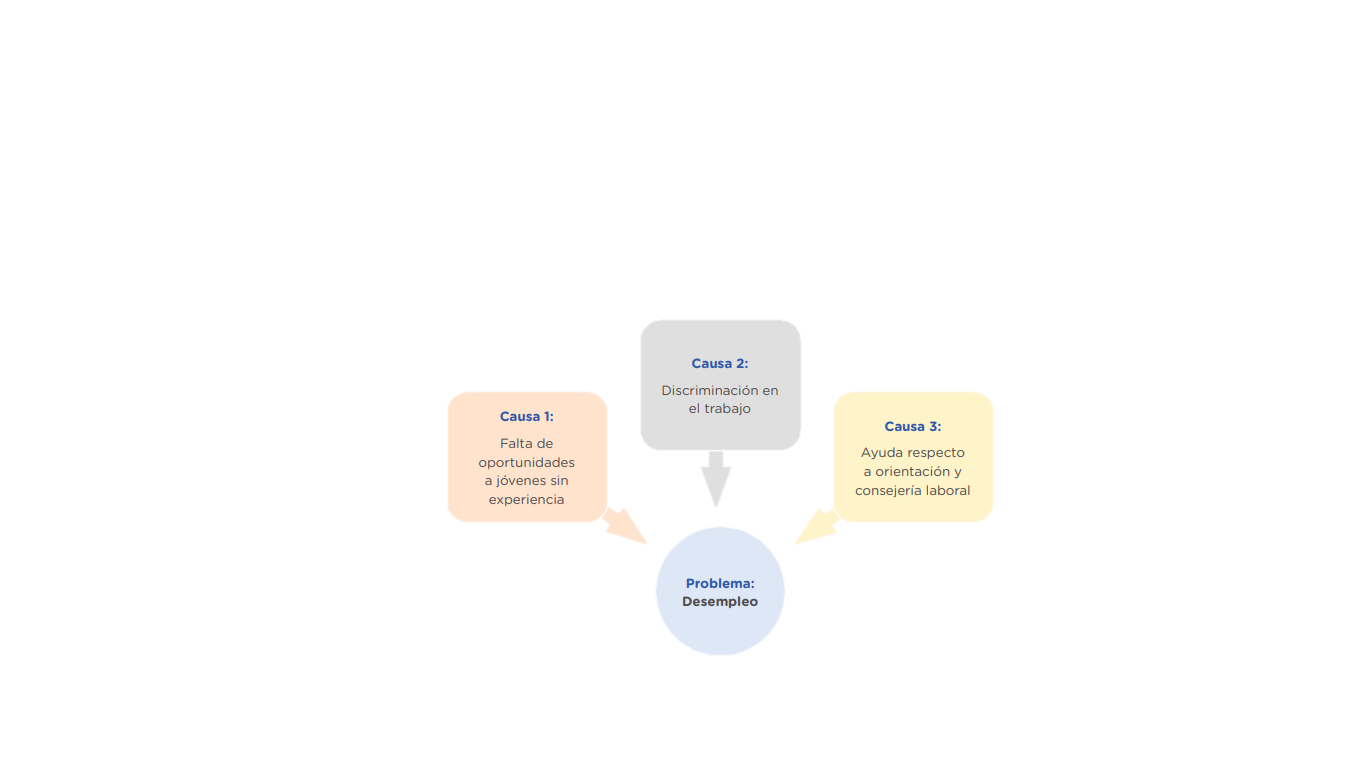 Causa 1:
Falta de
oportunidades
a jóvenes sin
experiencia
Causa 2:
Discriminación en
el trabajo
Causa 3:
Ayuda respecto
a orientación y
consejería laboral
Problema:
Desempleo